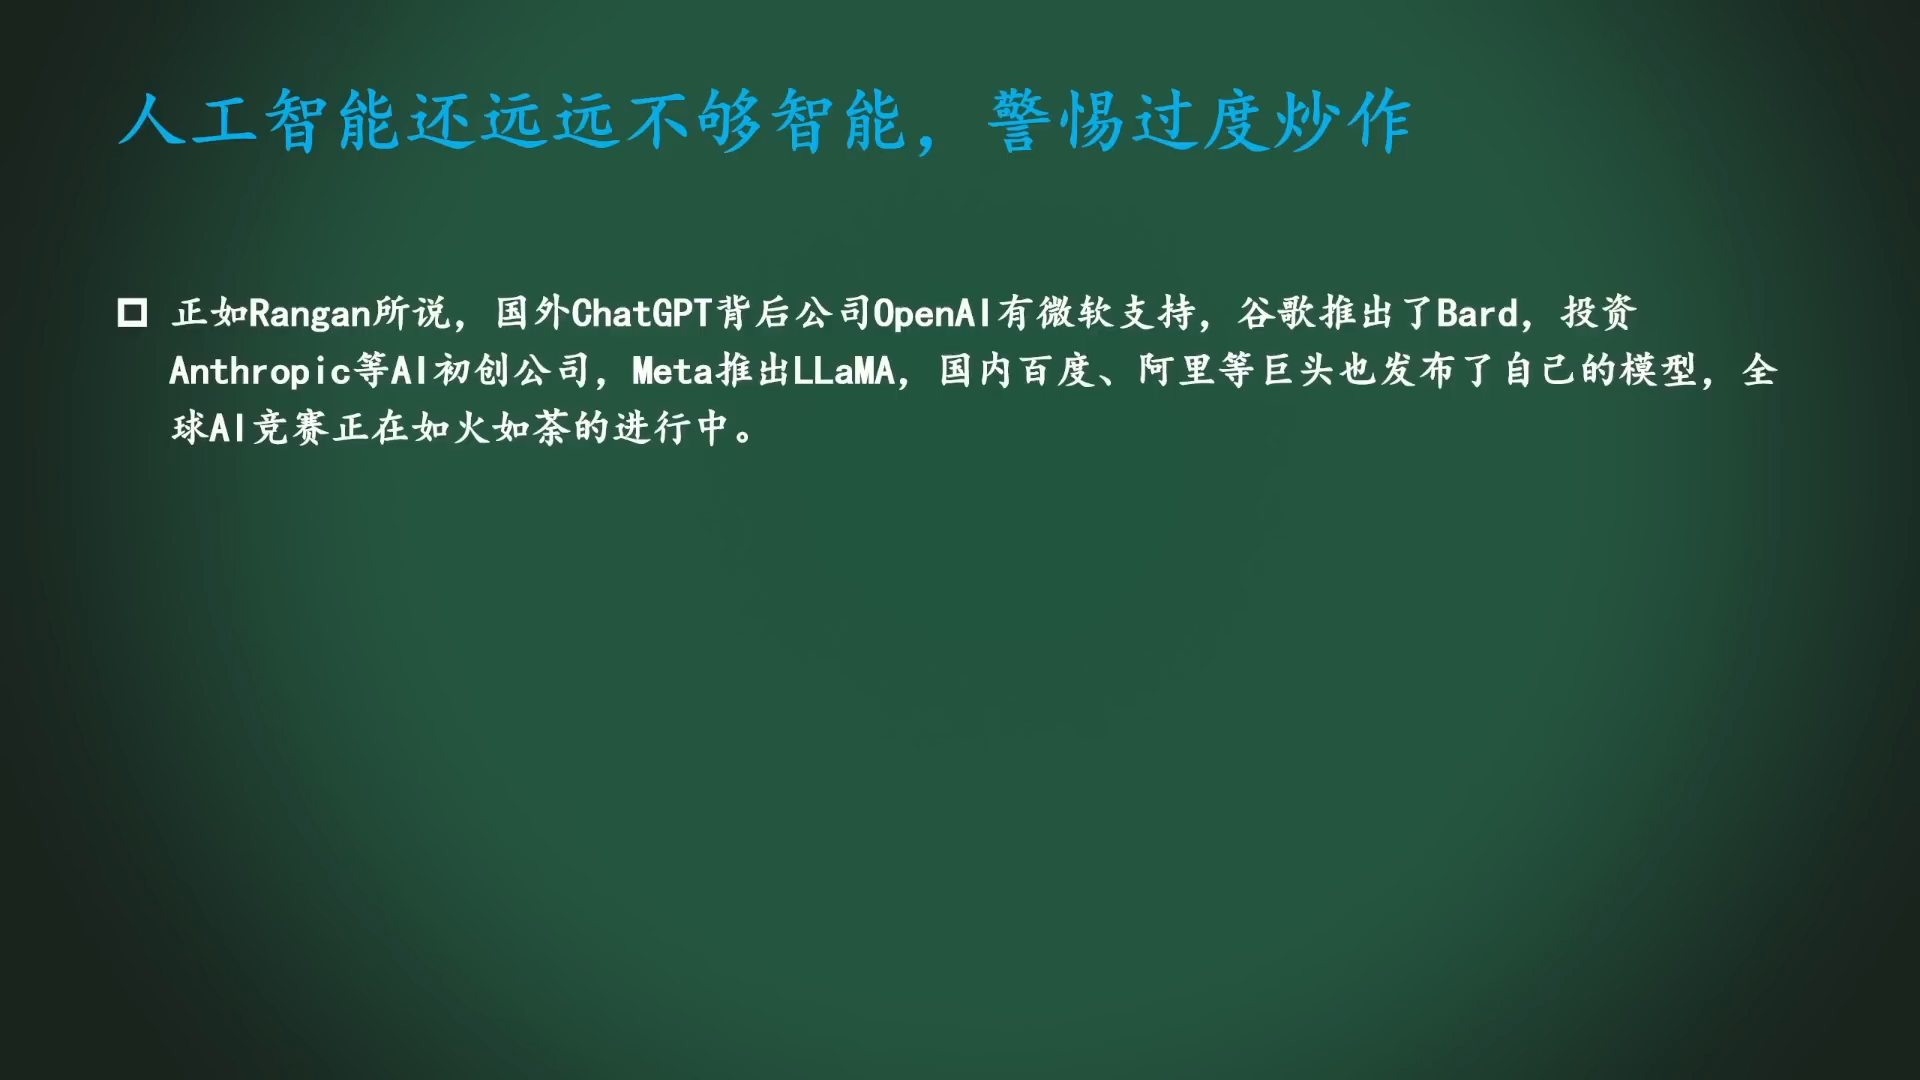 人工智能还远远不够智能，警惕过度炒作
正如Rangan所说，国外ChatGPT背后公司OpenAI有微软支持，谷歌推出了Bard，投资
Anthropic等AI初创公司，Meta推出LLaMA，国内百度、阿里等巨头也发布了自己的模型，全
球AI竞赛正在如火如荼的进行中。